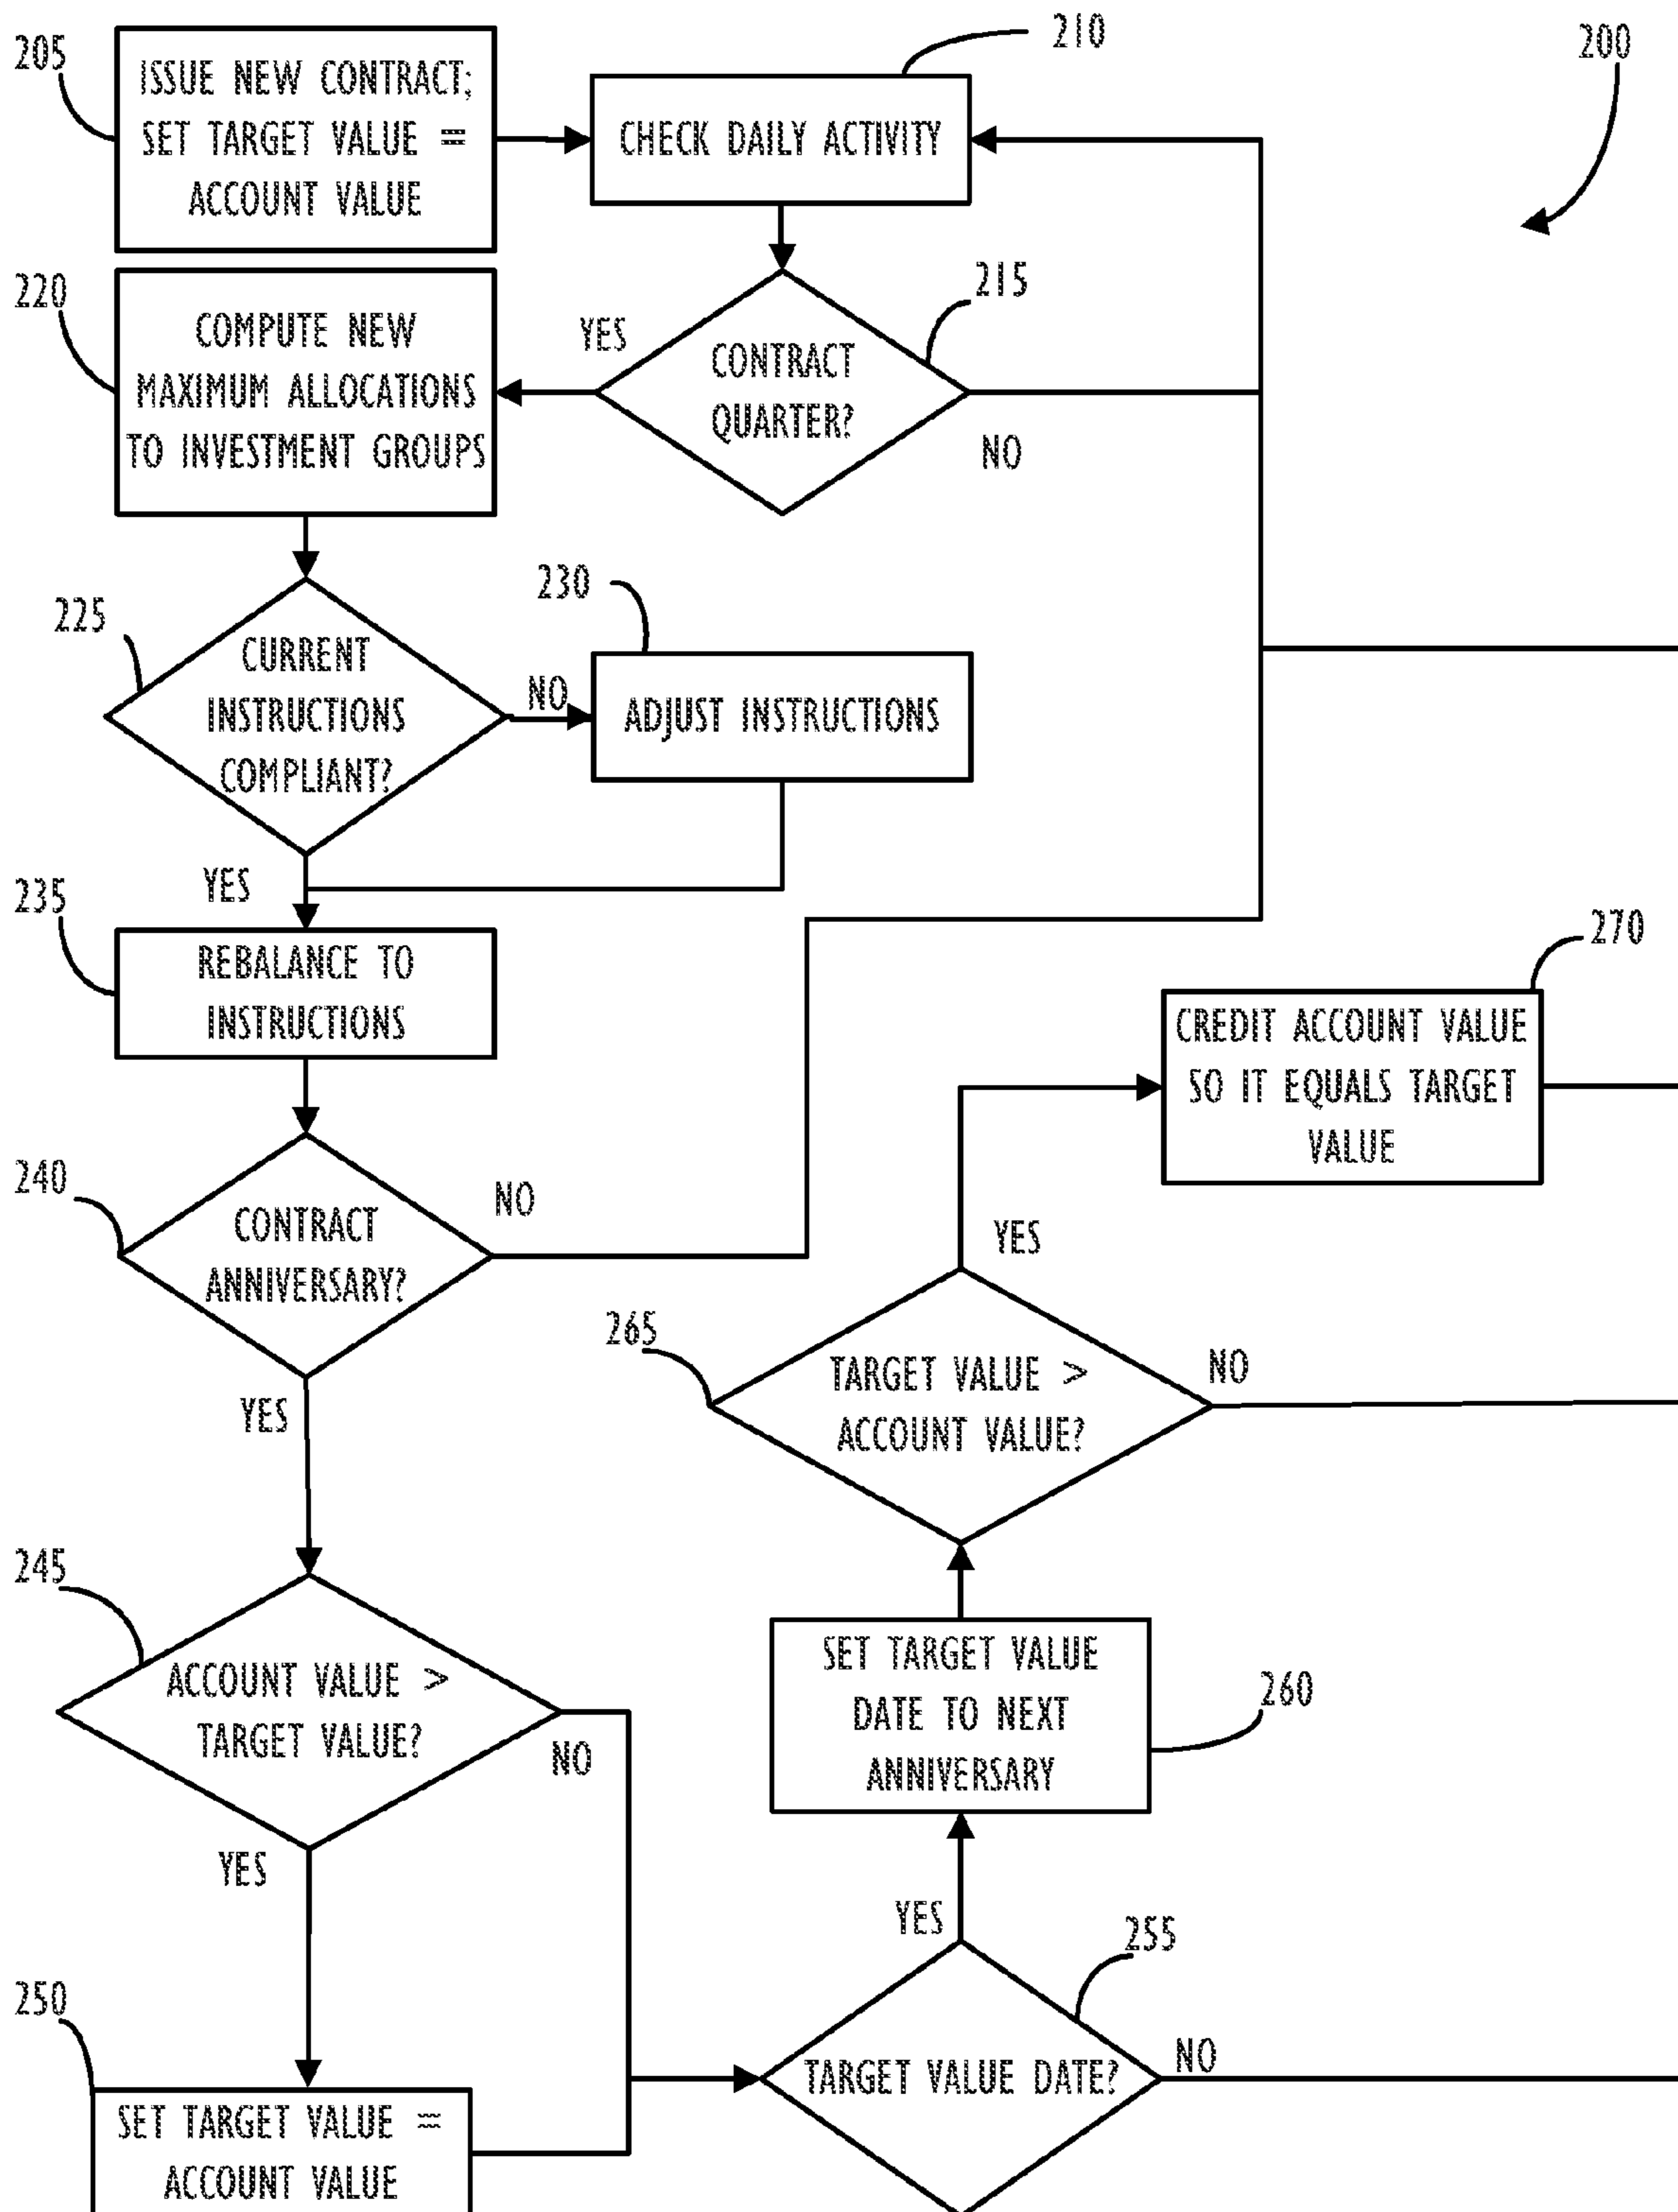 205
ISSUE NEW CONTRACT;
SET TARGET VALUE =
ACCOUNT VALUE
210
CHECK DAILY ACTIVITY
200
215
CONTRACT
QUARTER?
YES
NO
220
COMPUTE NEW
MAXIMUM ALLOCATIONS
TO INVESTMENT GROUPS
225
CURRENT
INSTRUCTIONS
COMPLIANT?
NO
YES
230
ADJUST INSTRUCTIONS
235
REBALANCE TO
INSTRUCTIONS
240
CONTRACT
ANNIVERSARY?
NO
YES
245
ACCOUNT VALUE >
TARGET VALUE?
NO
YES
250
SET TARGET VALUE =
ACCOUNT VALUE
255
TARGET VALUE DATE?
YES
NO
260
SET TARGET VALUE
DATE TO NEXT
ANNIVERSARY
265
TARGET VALUE >
ACCOUNT VALUE?
YES
NO
270
CREDIT ACCOUNT VALUE
SO IT EQUALS TARGET
VALUE